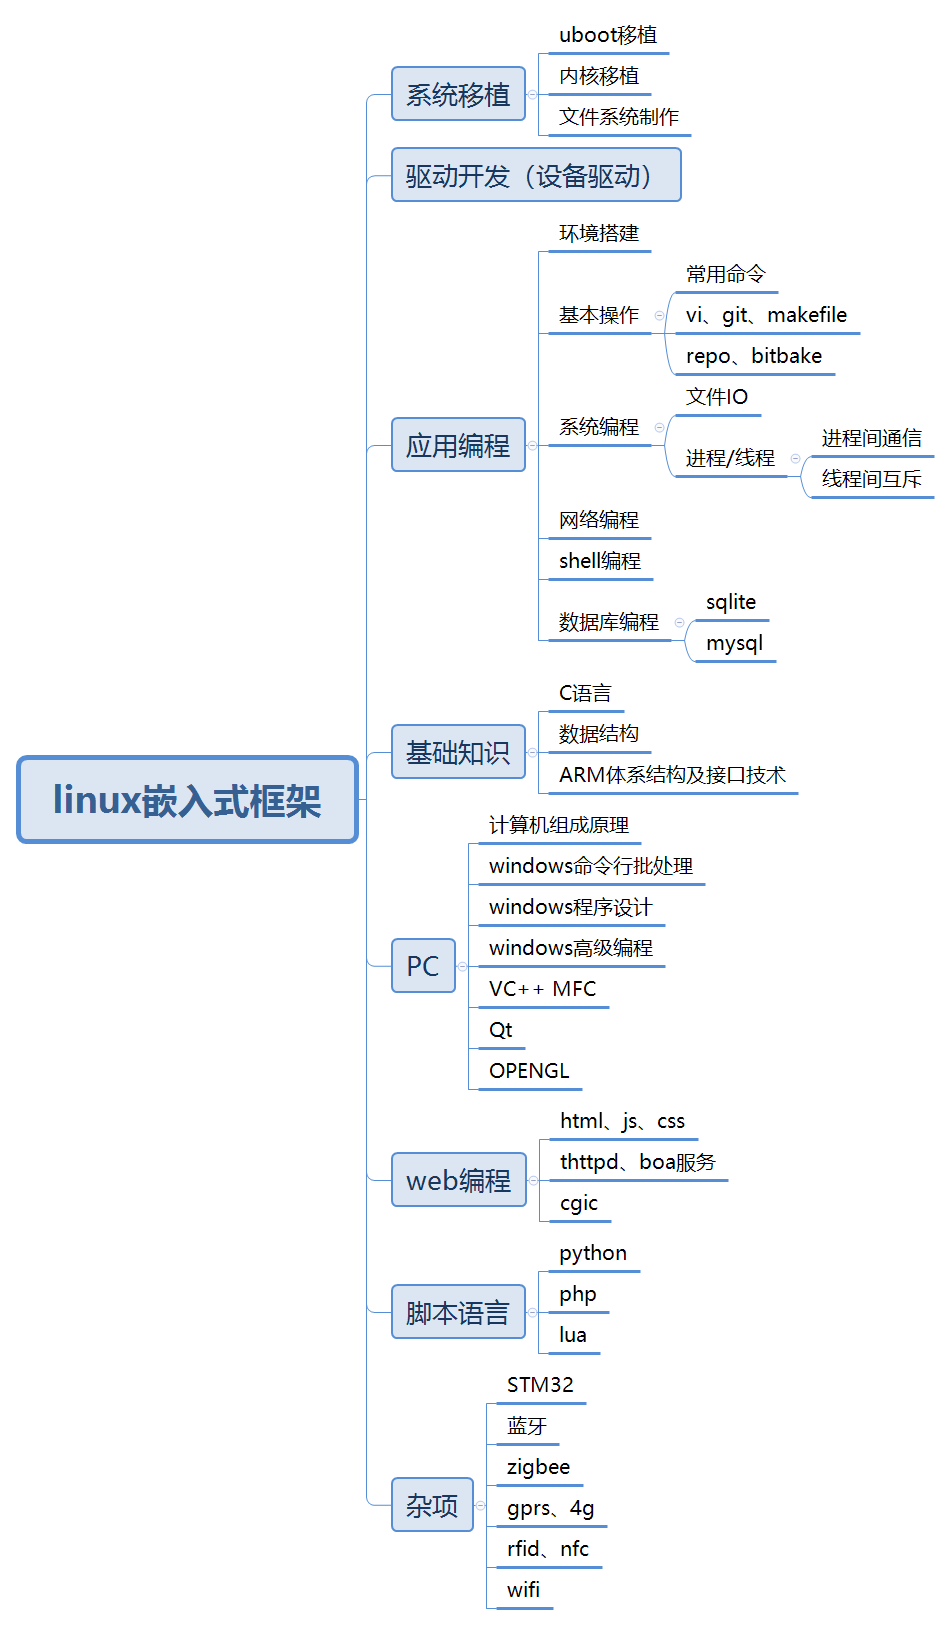 linux嵌入式框架
系统移植
uboot移植
内核移植
文件系统制作
驱动开发（设备驱动）
应用编程
环境搭建
基本操作
常用命令
vi、git、makefile
repo、bitbake
系统编程
文件IO
进程/线程
进程间通信
线程间互斥
网络编程
shell编程
数据库编程
sqlite
mysql
基础知识
C语言
数据结构
ARM体系结构及接口技术
PC
计算机组成原理
windows命令行批处理
windows程序设计
windows高级编程
VC++ MFC
Qt
OPENGL
web编程
html、js、css
thttpd、boa服务
cgic
脚本语言
python
php
lua
杂项
STM32
蓝牙
zigbee
gprs、4g
rfid、nfc
wifi